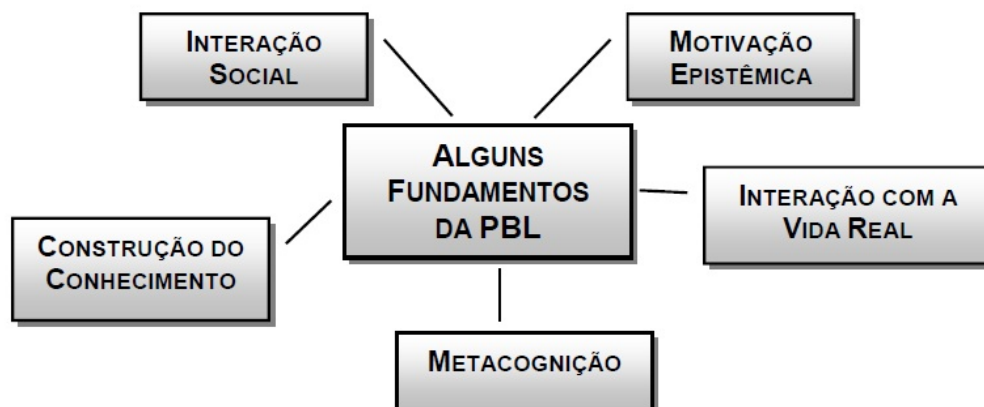 INTERAÇÃO
SOCIAL
MOTIVAÇÃO
EPISTÊMICA
ALGUNS
FUNDAMENTOS
DA PBL
INTERAÇÃO COM A
VIDA REAL
CONSTRUÇÃO DO
CONHECIMENTO
METACOGNIÇÃO